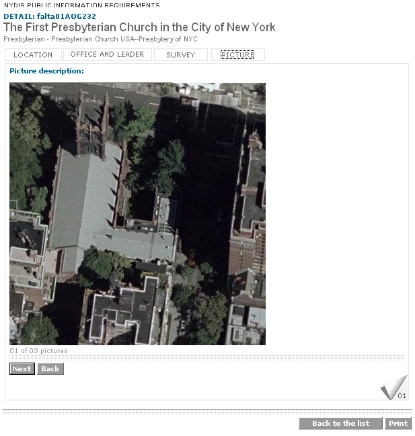 NYDIS PUBLIC INFORMATION REQUIREMENTS
DETAIL: falta01AOG232
The First Presbyterian Church in the City of New York
Presbyterian - Presbyterian Church USA--Presbytery of NYC
LOCATION
OFFICE AND LEADER
SURVEY
PICTURE
Picture description:
01 of 03 pictures
Next
Back
01
Back to the list
Print